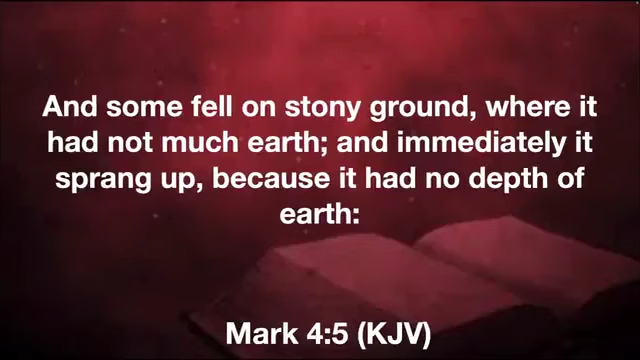 And some fell on stony ground, where it
had not much earth; and immediately it
sprang up, because it had no depth of
earth:
Mark 4:5 (KJV)